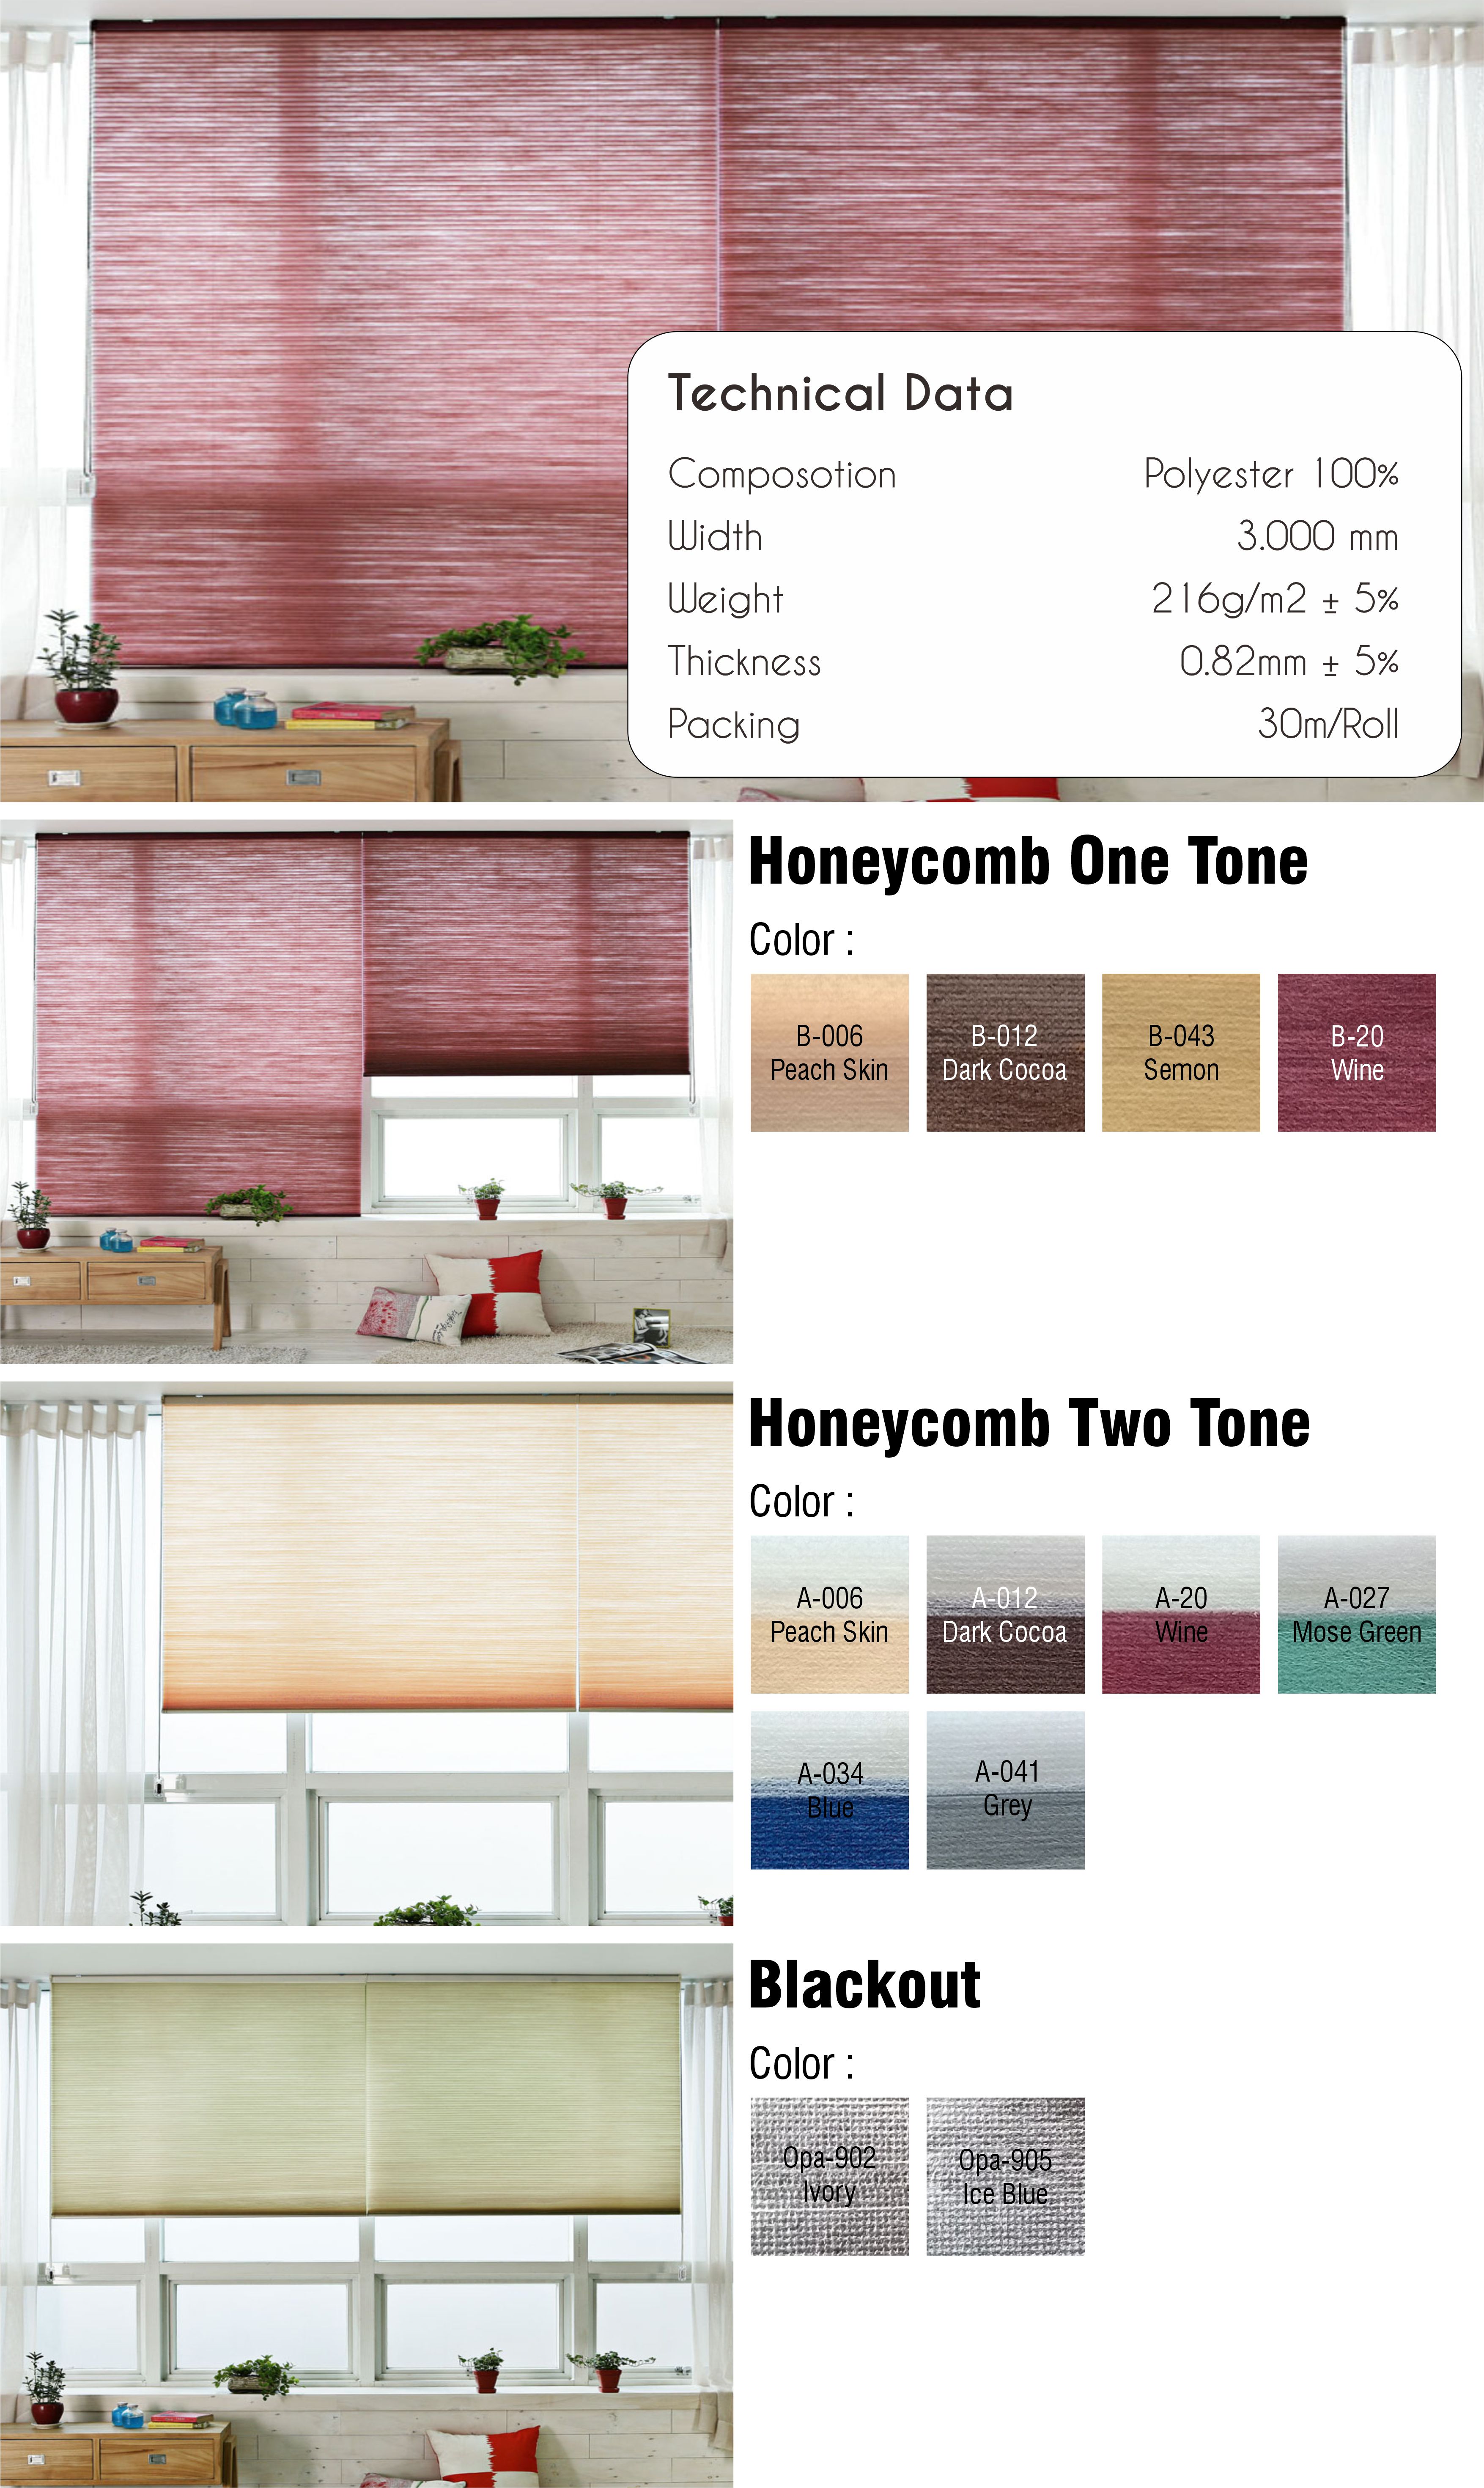 Technical Data
Composotion Polyester 100%
Width 3.000 mm
Weight 216g/m2 ± 5%
Thickness 0.82mm ± 5%
Packing 30m/Roll
Honeycomb One Tone
Color :
B-006 B-012 B-043 B-20
Peach Skin Dark Cocoa Semon Wine
Honeycomb Two Tone
Color :
A-006 A-012 A-20 A-027
Peach Skin Dark Cocoa Wine Mose Green
A-034 A-041
Blue Grey
Blackout
Color :
Opa-902 Opa-905
Ivory Ice Blue